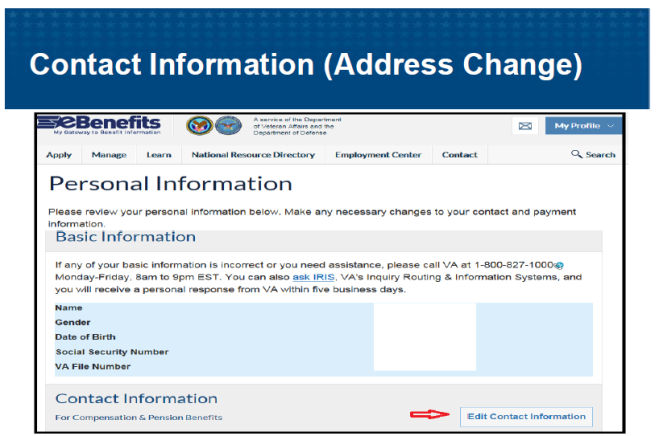 Contact Information (Address Change)
eBenefits
My Gateway to Benefit Information
A service of the Department
of Veteran Affairs and the
Department of Defense
My Profile
Apply Manage Learn National Resource Directory Employment Center Contact Search
Personal Information
Please review your personal information below. Make any necessary changes to your contact and payment
information.
Basic Information
If any of your basic information is incorrect or you need assistance, please call VA at 1-800-827-1000
Monday-Friday, 8am to 9pm EST. You can also ask IRIS, VA's Inquiry Routing & Information Systems, and
you will receive a personal response from VA within five business days.
Name
Gender
Date of Birth
Social Security Number
VA File Number
Contact Information
For Compensation & Pension Benefits
Edit Contact Information